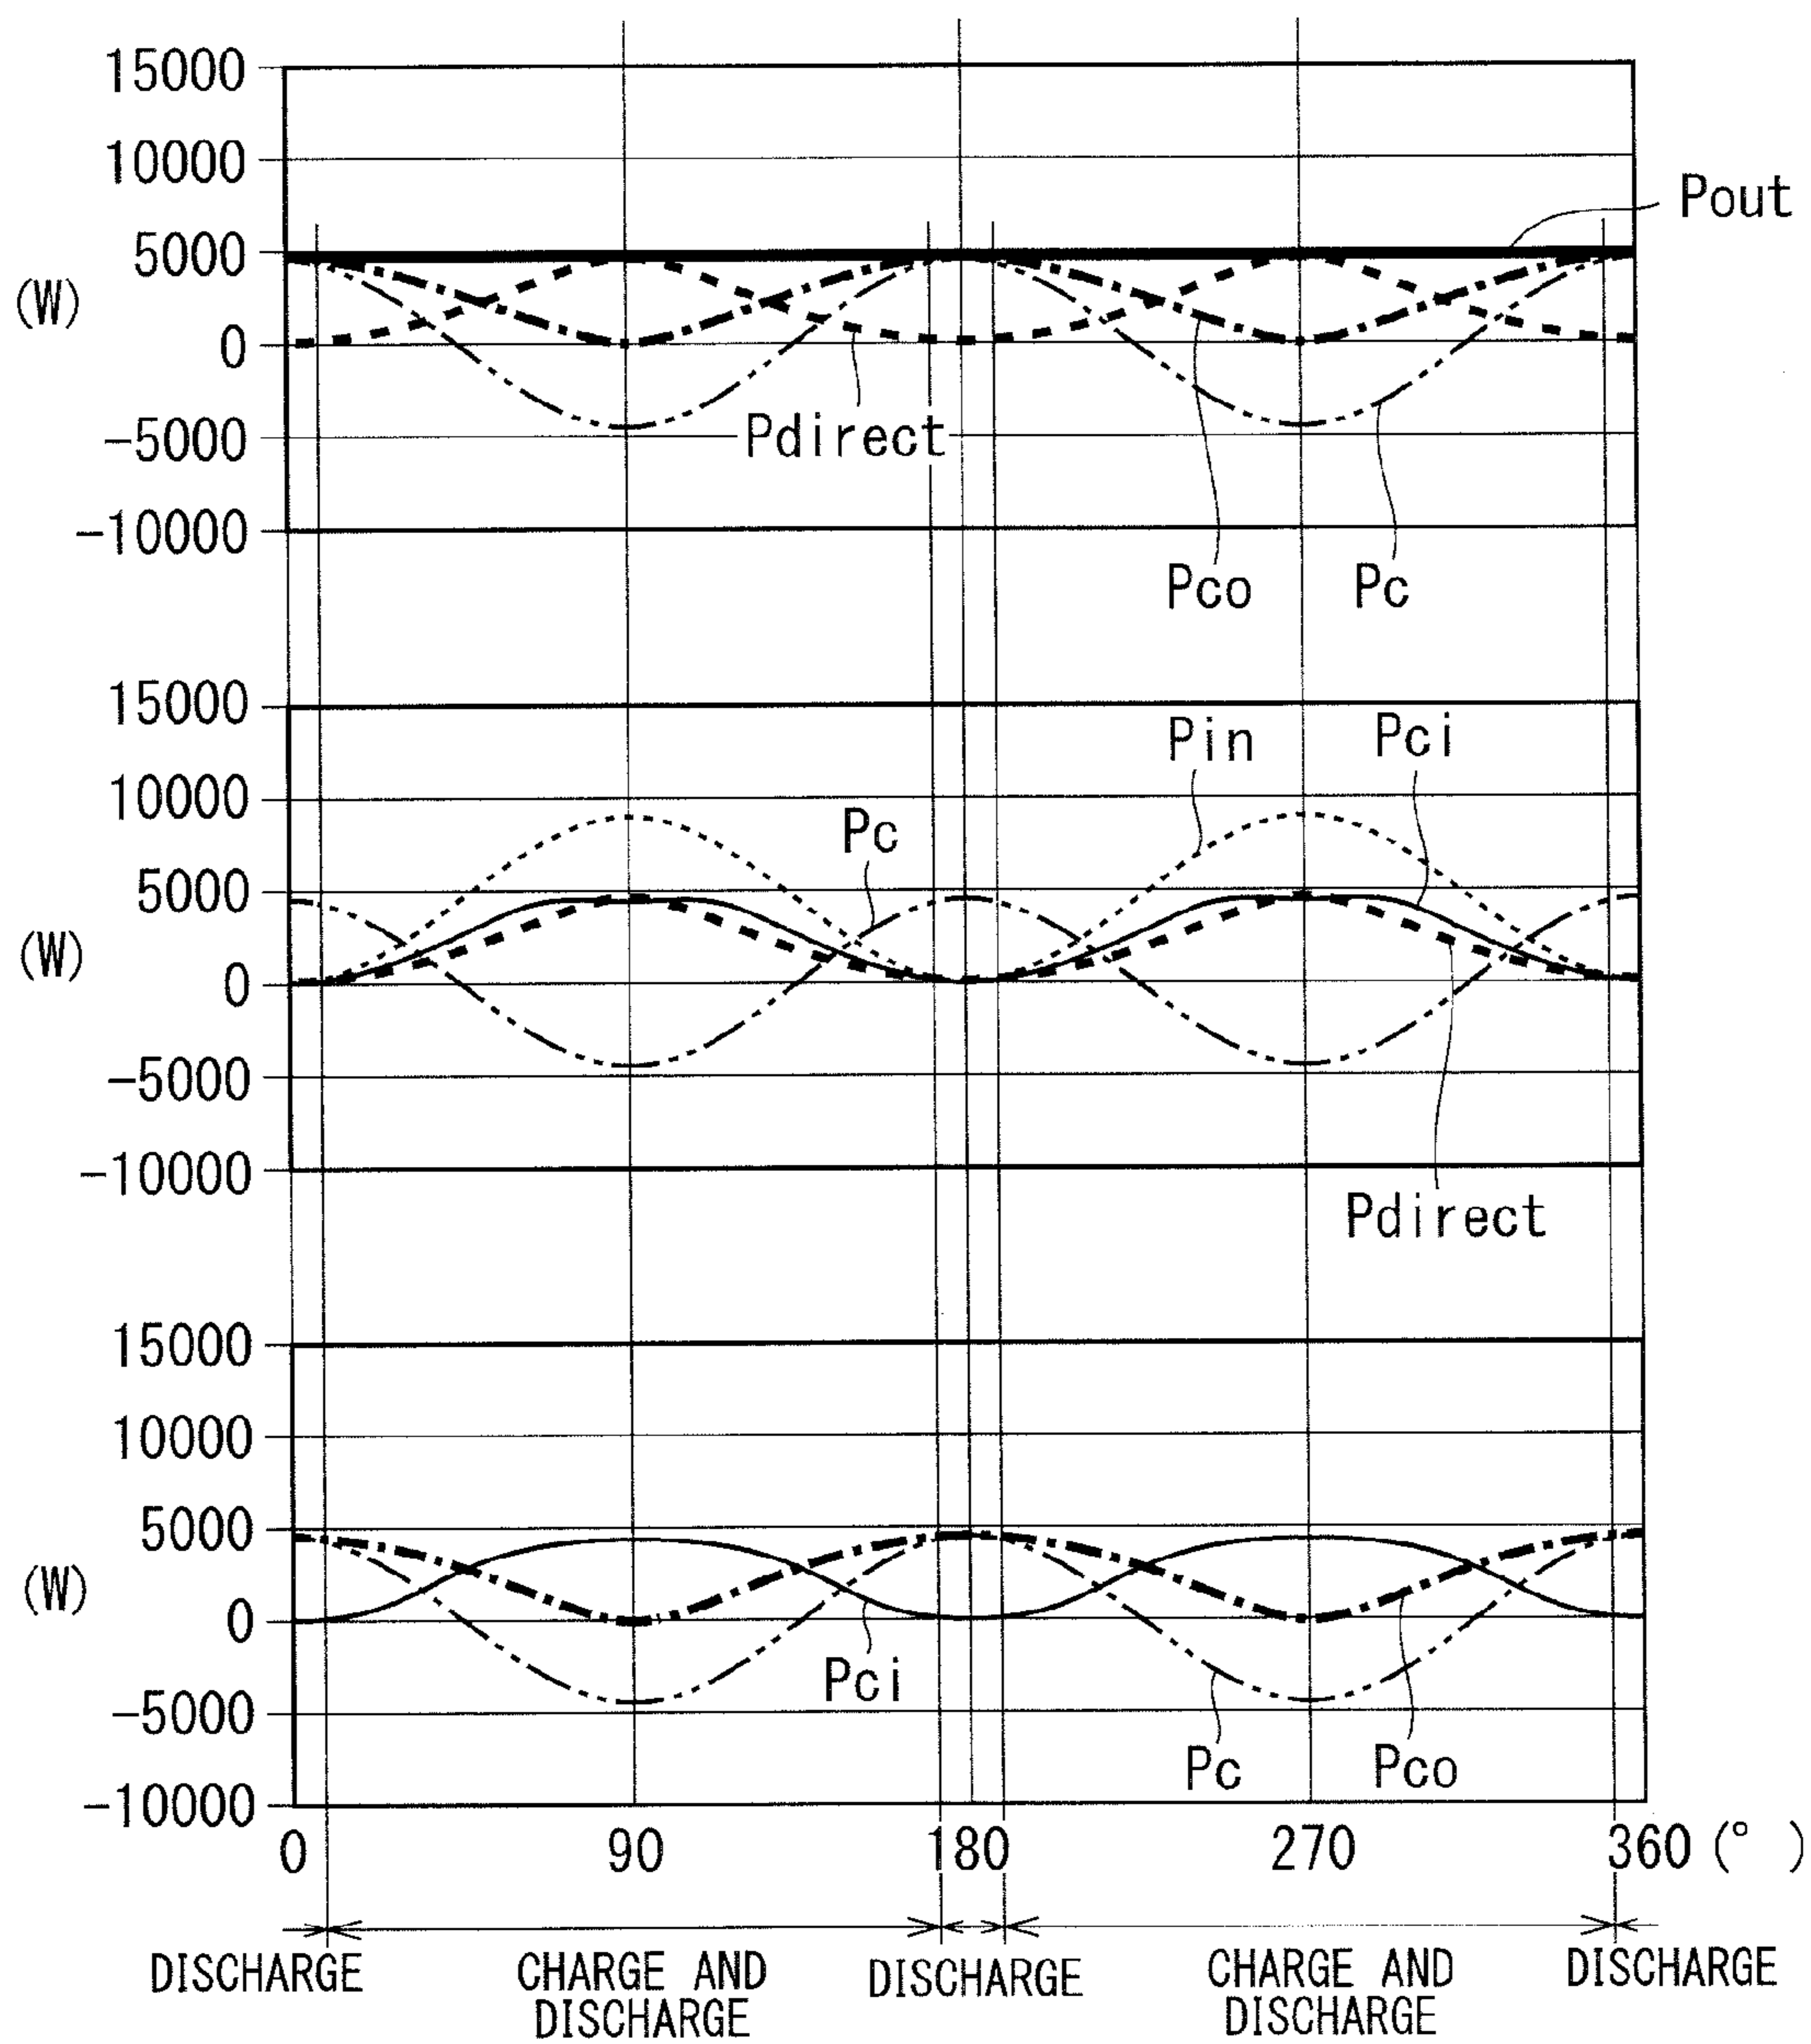 15000
10000
Pout
5000
(W)
0
Pdirect
-5000
-10000
Pco
Pc
15000
Pin
Pci
10000
Pc
5000
(W)
0
-5000
-10000
Pdirect
15000
10000
5000
(W)
0
Pci
-5000
Pc
Pco
-10000
0
90
180
270
360 (° )
DISCHARGE
CHARGE AND
DISCHARGE
DISCHARGE
CHARGE AND
DISCHARGE
DISCHARGE